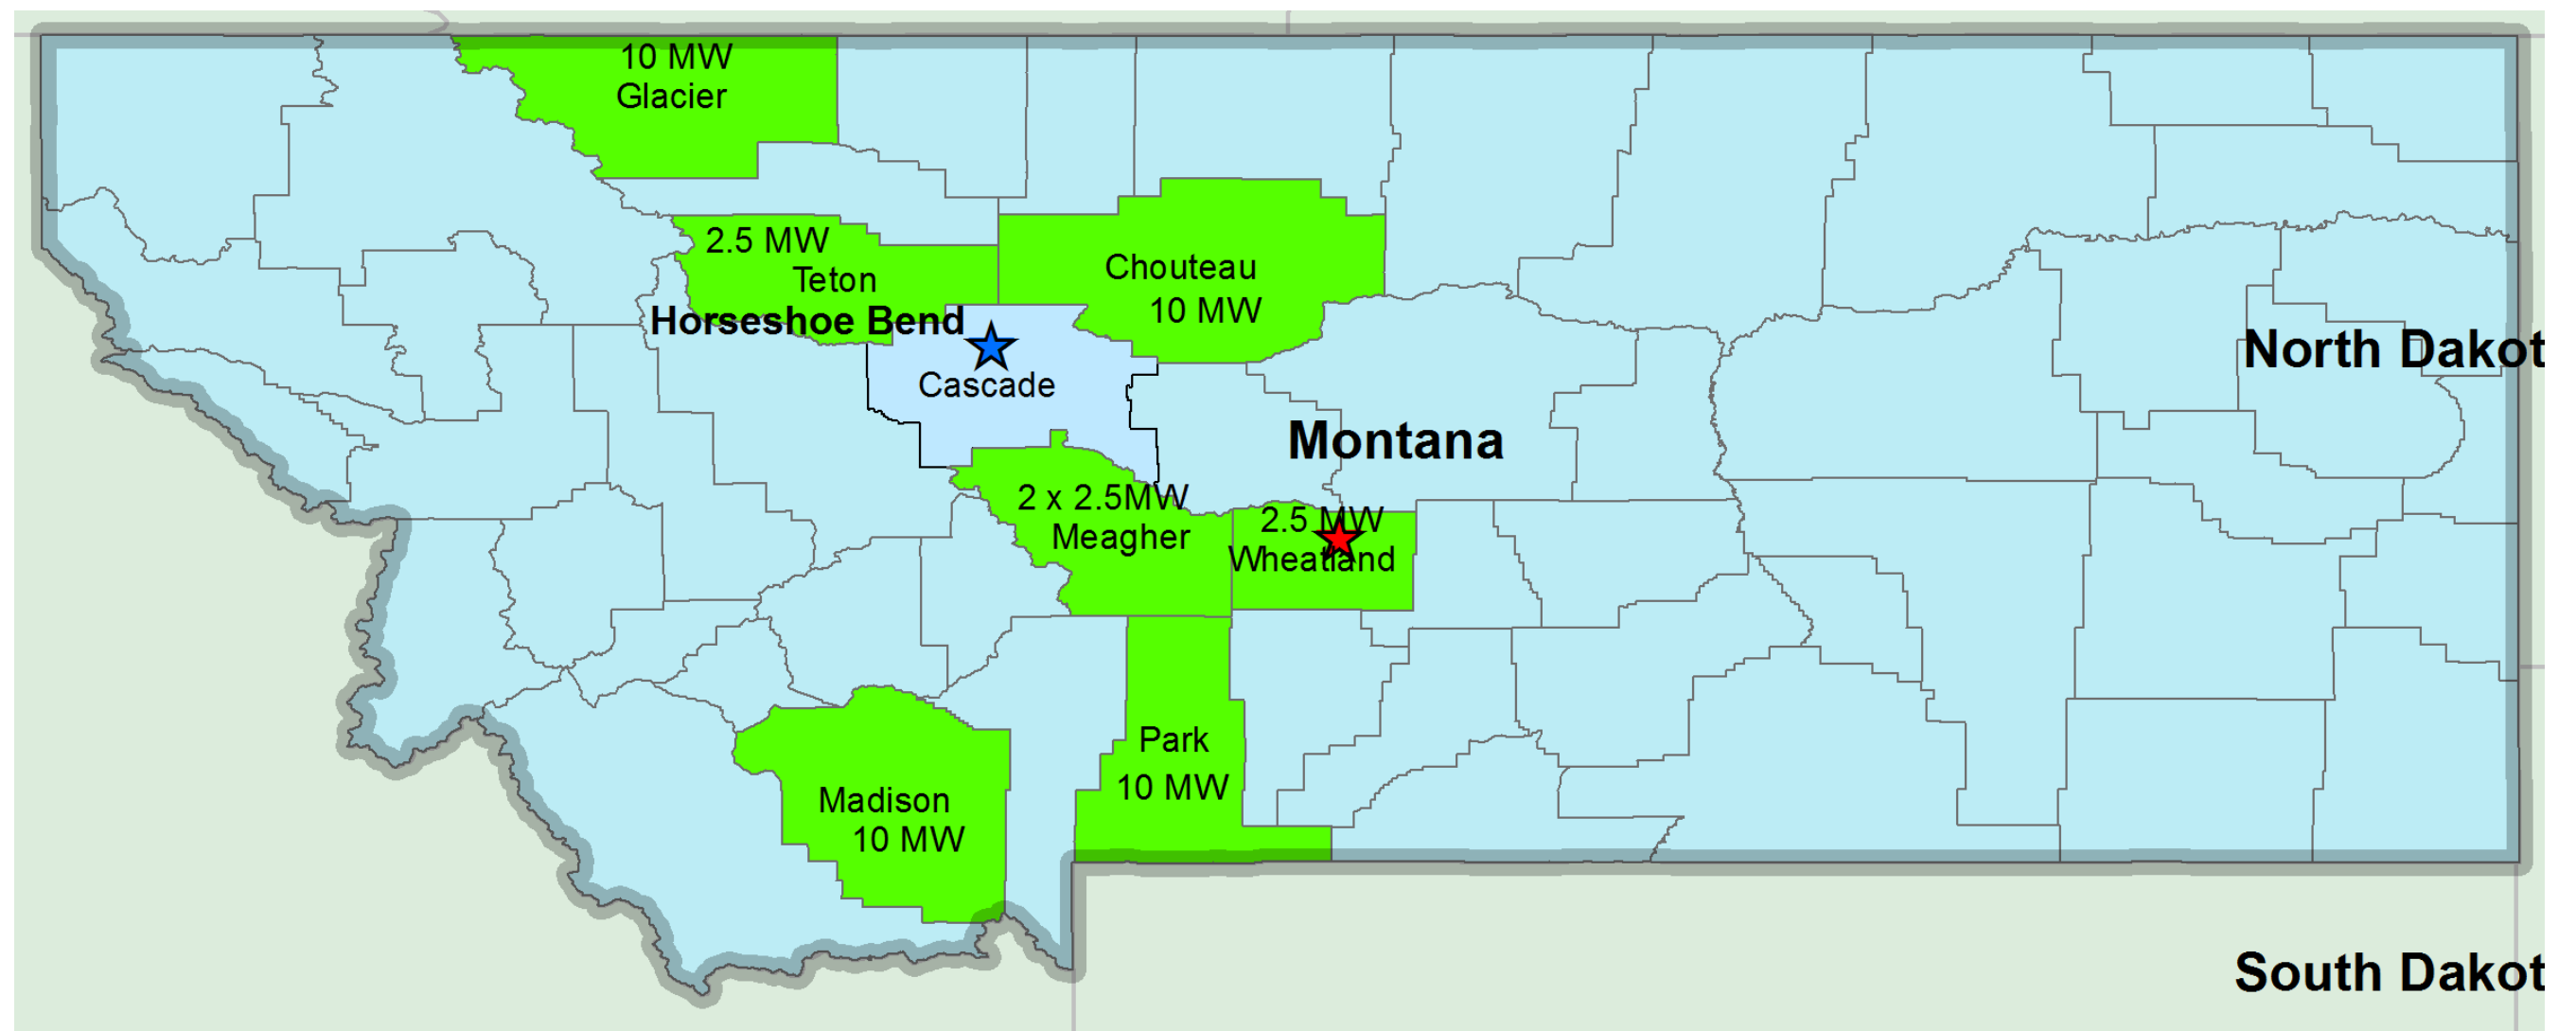 10 MW
Glacier
2.5 MW
Teton
Chouteau
10 MW
Horseshoe Bend
Cascade
North Dakot
Montana
2 x 2.5MW
Meagher
2.5 MW
Wheatland
Park
10 MW
Madison
10 MW
South Dakot